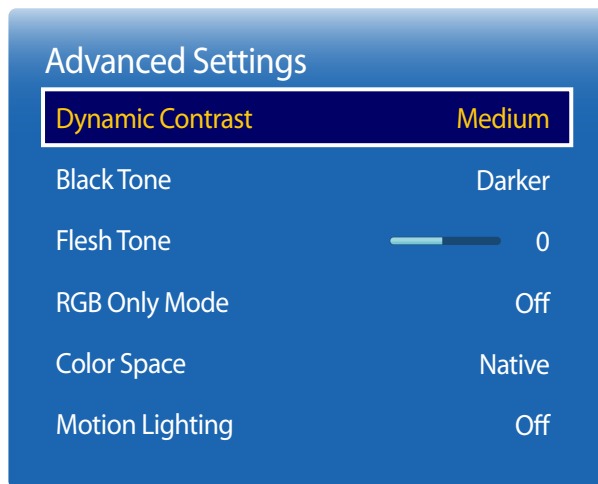 Advanced Settings
Dynamic Contrast Medium
Black Tone Darker
Flesh Tone 0
RGB Only Mode Off
Color Space Native
Motion Lighting Off